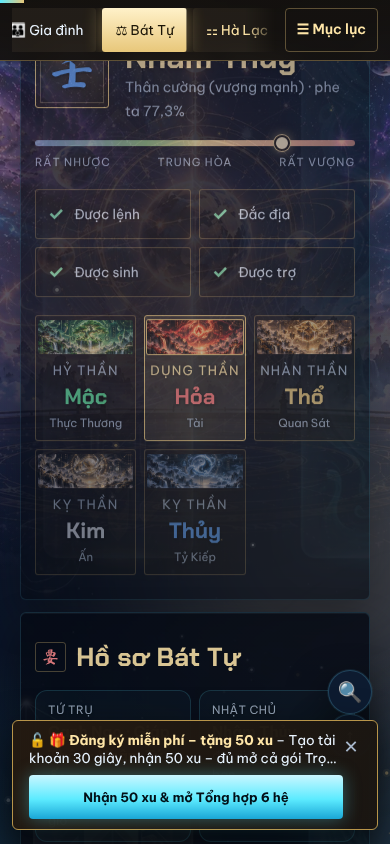 👪 Gia đình
⚖ Bát Tự
⚏ Hà Lạc
☰ Mục lục
Nhâm Thủy
Thân cường (vượng mạnh) · phe
ta 77,3%
RẤT NHƯỢC
TRUNG HÒA
RẤT VƯỢNG
✓ Được lệnh
✓ Đắc địa
✓ Được sinh
✓ Được trợ
HỶ THẦN
Mộc
Thực Thương
DỤNG THẦN
Hỏa
Tài
NHÀN THẦN
Thổ
Quan Sát
KỴ THẦN
Kim
Ấn
KỴ THẦN
Thủy
Tỷ Kiếp
Hồ sơ Bát Tự
TỨ TRỤ
NHẬT CHỦ
🔓 🎁 Đăng ký miễn phí – tặng 50 xu – Tạo tài
khoản 30 giây, nhận 50 xu – đủ mở cả gói Trọ...
✕
Nhận 50 xu & mở Tổng hợp 6 hệ